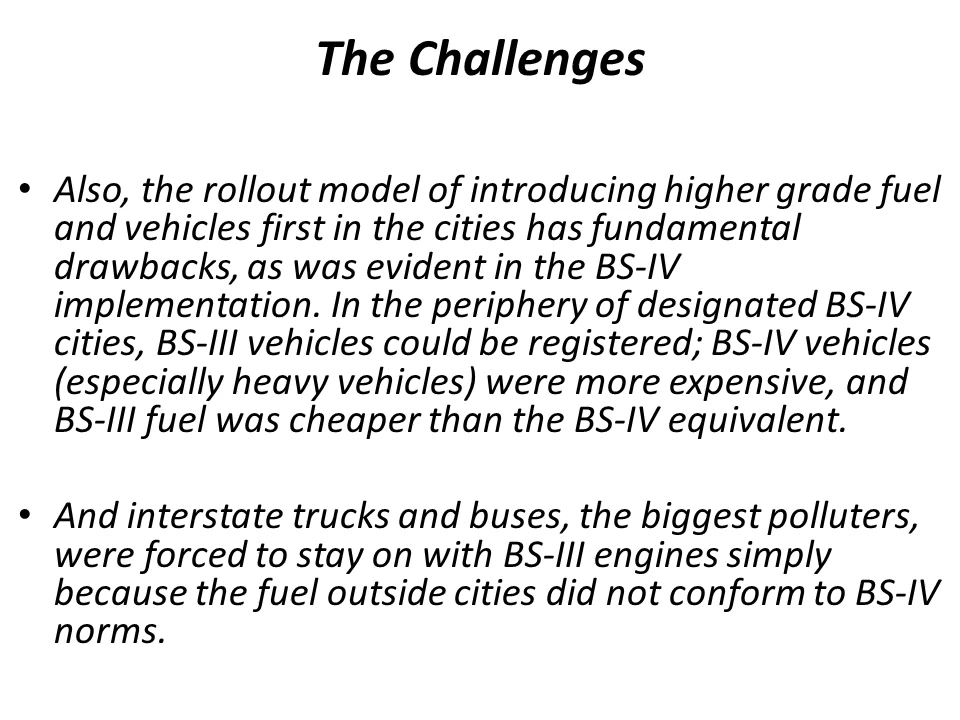 The Challenges
• Also, the rollout model of introducing higher grade fuel
and vehicles first in the cities has fundamental
drawbacks, as was evident in the BS-IV
implementation. In the periphery of designated BS-IV
cities, BS-III vehicles could be registered; BS-IV vehicles
(especially heavy vehicles) were more expensive, and
BS-III fuel was cheaper than the BS-IV equivalent.
• And interstate trucks and buses, the biggest polluters,
were forced to stay on with BS-III engines simply
because the fuel outside cities did not conform to BS-IV
norms.